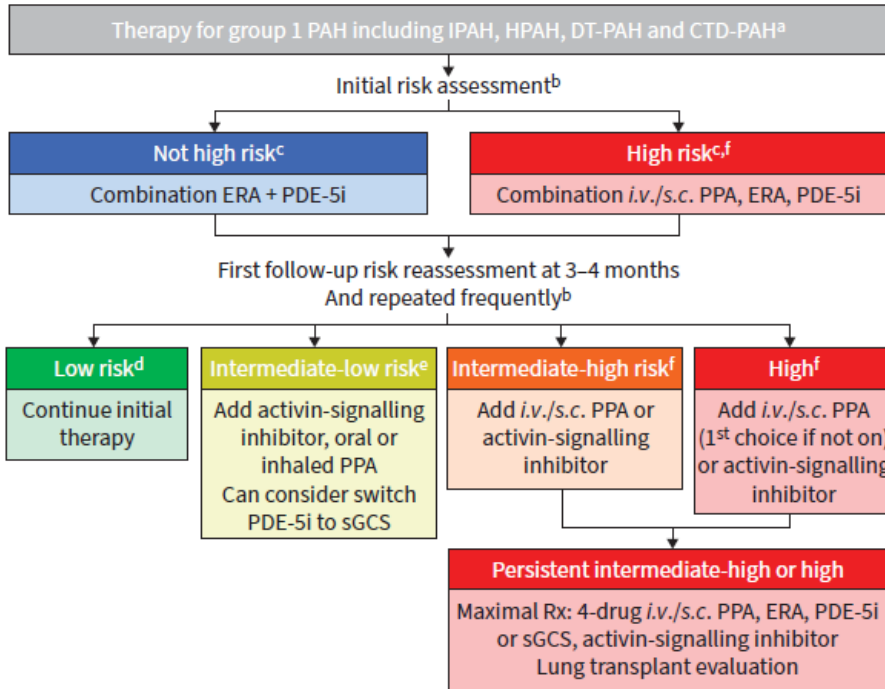 Therapy for group 1 PAH including IPAH, HPAH, DT-PAH and CTD-PAHᵃ
Initial risk assessmentᵇ
Not high riskᶜ
Combination ERA + PDE-5i
High riskᶜ,ᶠ
Combination i.v./s.c. PPA, ERA, PDE-5i
First follow-up risk reassessment at 3–4 months
And repeated frequentlyᵇ
Low riskᵈ
Continue initial
therapy
Intermediate-low riskᵉ
Add activin-signalling
inhibitor, oral or
inhaled PPA
Can consider switch
PDE-5i to sGCS
Intermediate-high riskᶠ
Add i.v./s.c. PPA or
activin-signalling
inhibitor
Highᶠ
Add i.v./s.c. PPA
(1ˢᵗ choice if not on)
or activin-signalling
inhibitor
Persistent intermediate-high or high
Maximal Rx: 4-drug i.v./s.c. PPA, ERA, PDE-5i
or sGCS, activin-signalling inhibitor
Lung transplant evaluation